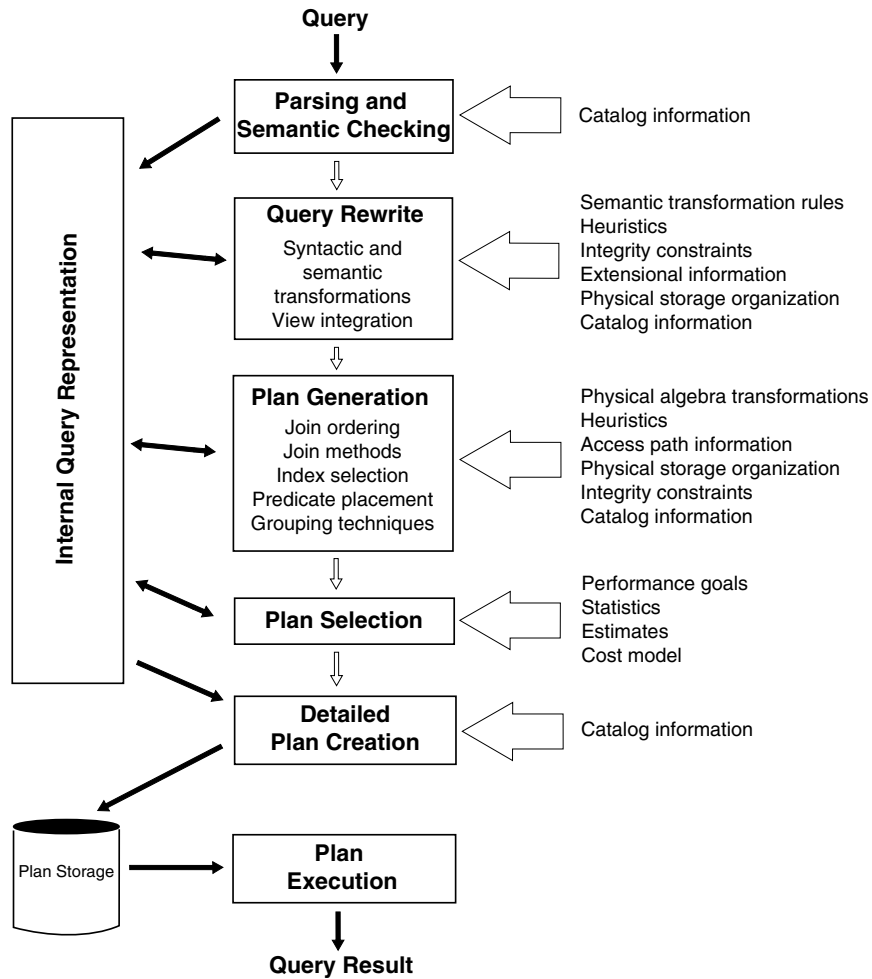 Query
Parsing and
Semantic Checking
Catalog information
Internal Query Representation
Query Rewrite
Syntactic and
semantic
transformations
View integration
Semantic transformation rules
Heuristics
Integrity constraints
Extensional information
Physical storage organization
Catalog information
Plan Generation
Join ordering
Join methods
Index selection
Predicate placement
Grouping techniques
Physical algebra transformations
Heuristics
Access path information
Physical storage organization
Integrity constraints
Catalog information
Plan Selection
Performance goals
Statistics
Estimates
Cost model
Detailed
Plan Creation
Catalog information
Plan Storage
Plan
Execution
Query Result